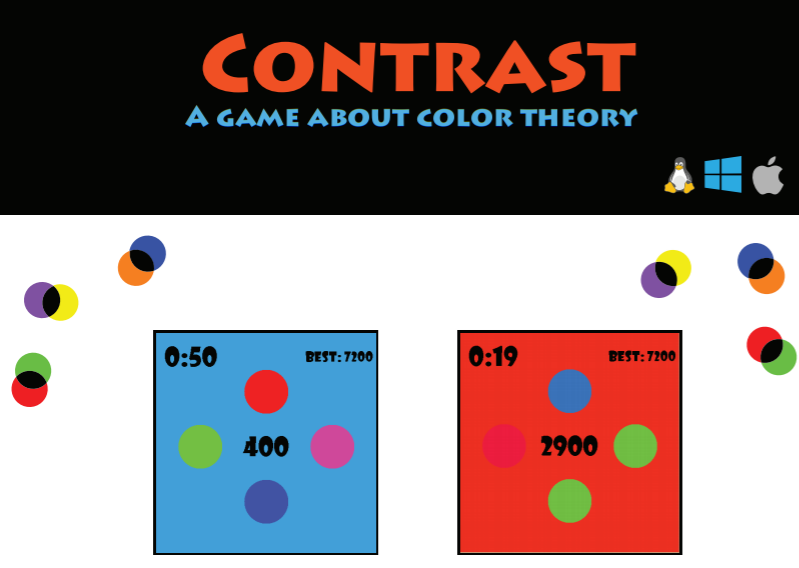 CONTRAST
A GAME ABOUT COLOR THEORY
0:50 BEST: 7200
400
0:19 BEST: 7200
2900